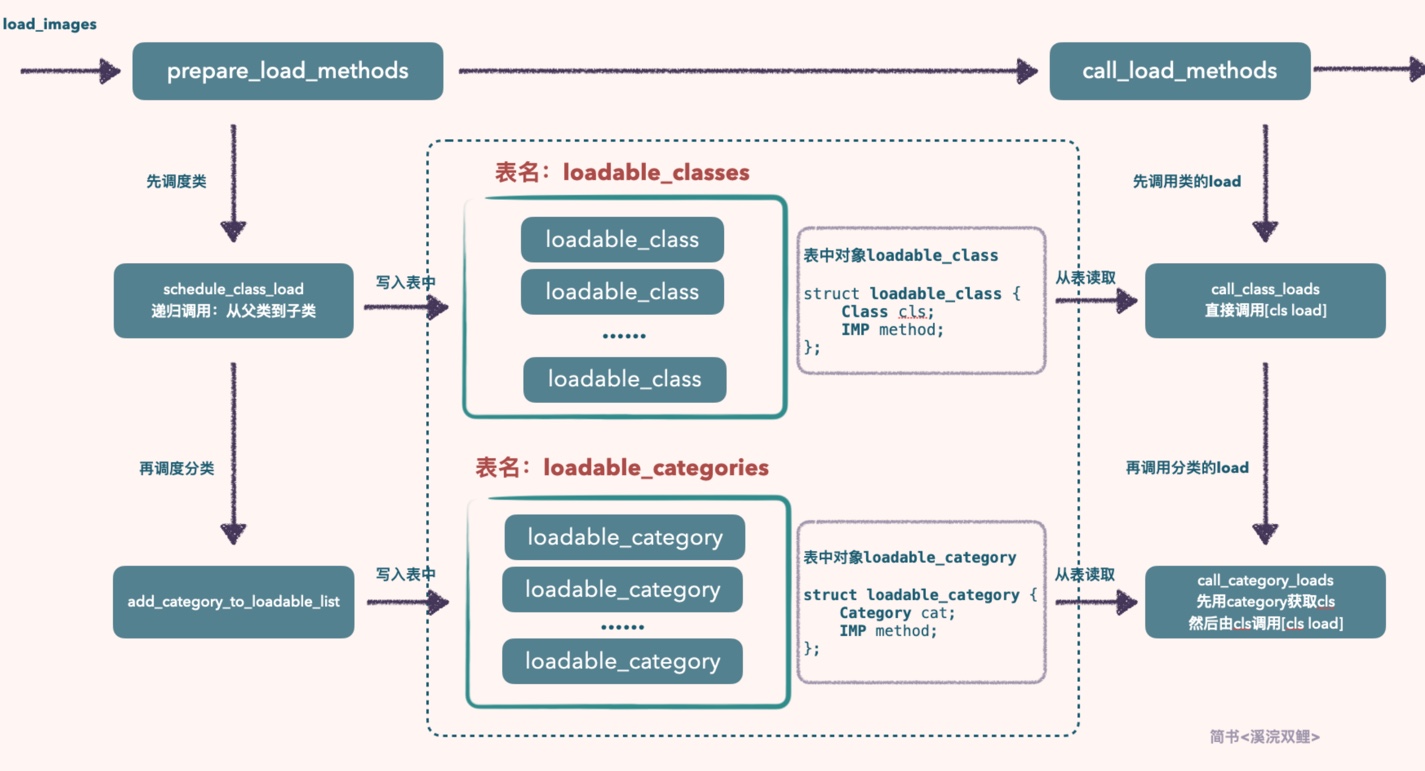 load_images
prepare_load_methods
call_load_methods
先调度类
表名：loadable_classes
先调用类的load
loadable_class
loadable_class
......
loadable_class
表中对象loadable_class
struct loadable_class {
Class cls;
IMP method;
};
schedule_class_load
递归调用：从父类到子类
写入表中
从表读取
call_class_loads
直接调用[cls load]
再调度分类
表名：loadable_categories
再调用分类的load
loadable_category
loadable_category
......
loadable_category
表中对象loadable_category
struct loadable_category {
Category cat;
IMP method;
};
add_category_to_loadable_list
写入表中
从表读取
call_category_loads
先用category获取cls
然后由cls调用[cls load]
简书<溪浣双鲤>